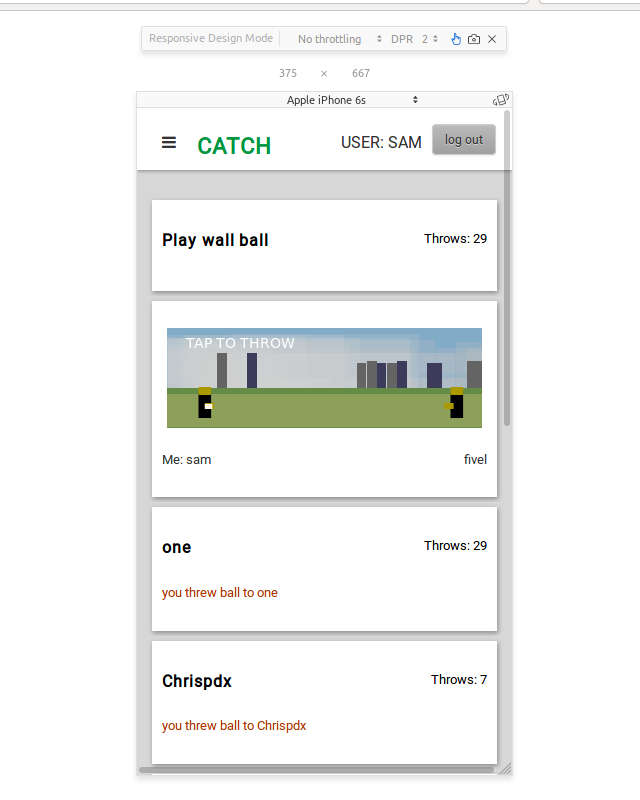 Responsive Design Mode No throttling DPR 2
375 × 667
Apple iPhone 6s
CATCH USER: SAM log out
Play wall ball Throws: 29
TAP TO THROW
Me: sam fivel
one Throws: 29
you threw ball to one
Chrispdx Throws: 7
you threw ball to Chrispdx